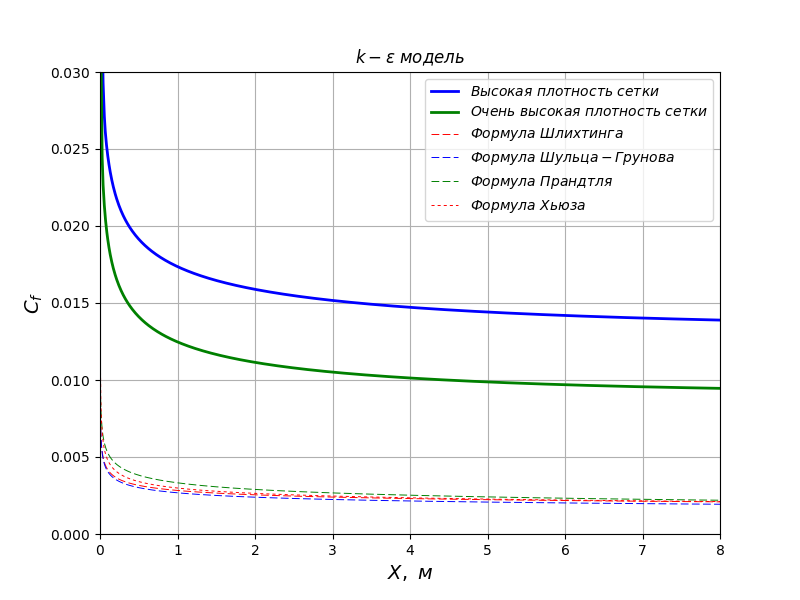 k − ε модель
0.030
0.025
0.020
0.015
0.010
0.005
0.000
C_f
Высокая плотность сетки
Очень высокая плотность сетки
Формула Шлихтинга
Формула Шульца − Грунова
Формула Прандтля
Формула Хьюза
0 1 2 3 4 5 6 7 8
X, м